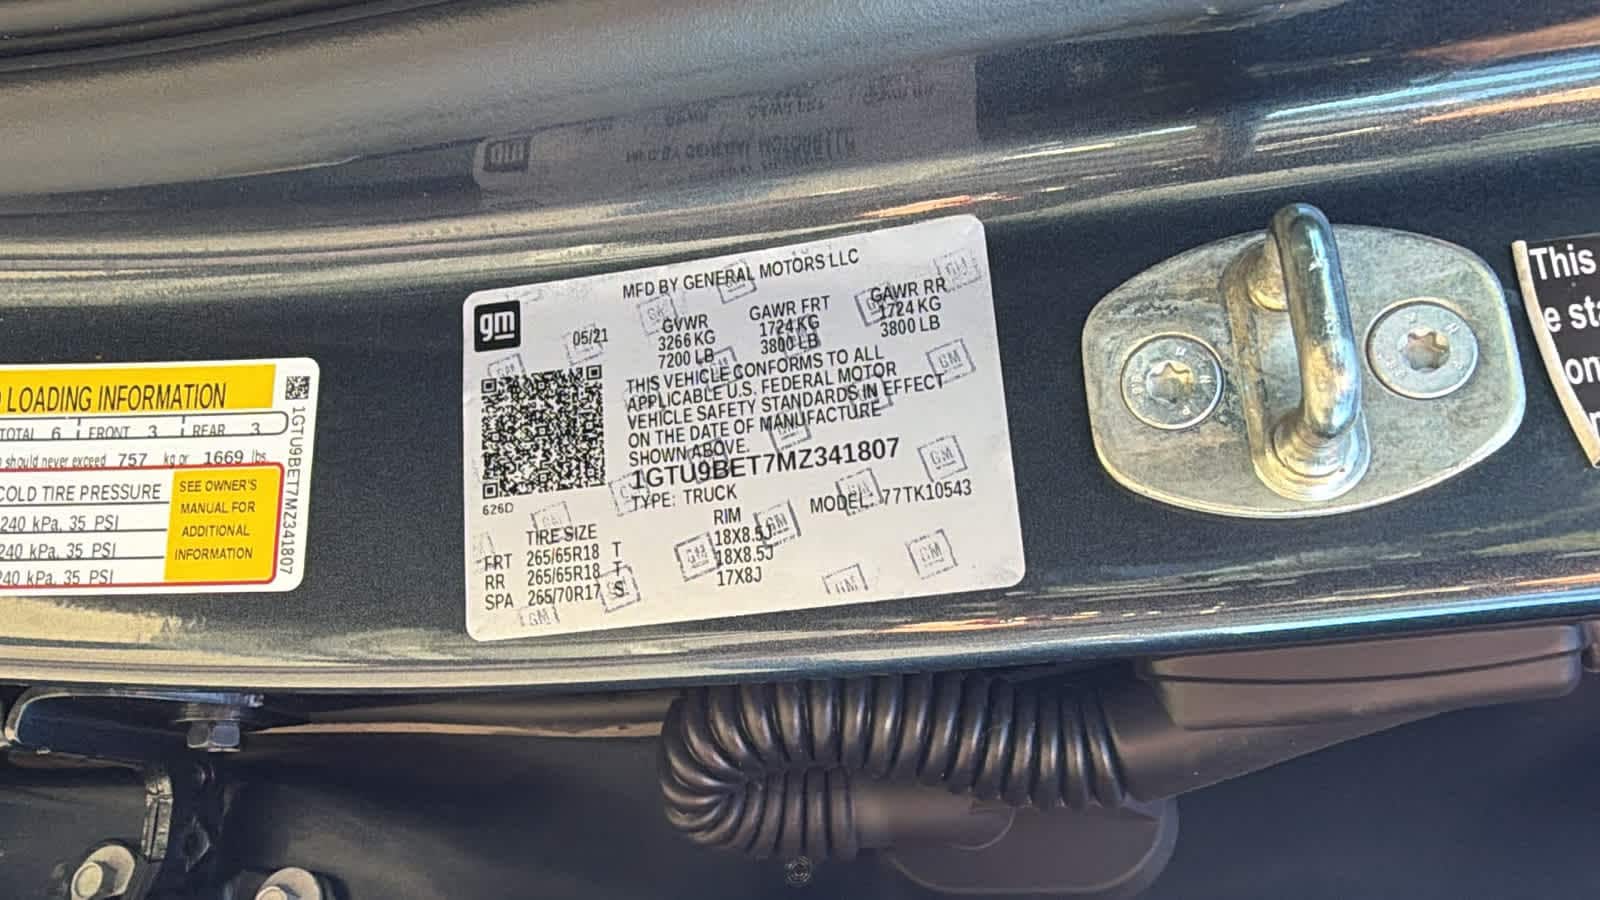 LOADING INFORMATION
TOTAL 6 FRONT 3 REAR 3
should never exceed 757 kg or 1669 lbs.
COLD TIRE PRESSURE
240 kPa, 35 PSI
240 kPa, 35 PSI
240 kPa, 35 PSI
SEE OWNER'S
MANUAL FOR
ADDITIONAL
INFORMATION
1GTU9BET7MZ341807
gm
MFD BY GENERAL MOTORS LLC
05/21
GVWR
3266 KG
7200 LB
GAWR FRT
1724 KG
3800 LB
GAWR RR
1724 KG
3800 LB
THIS VEHICLE CONFORMS TO ALL
APPLICABLE U.S. FEDERAL MOTOR
VEHICLE SAFETY STANDARDS IN EFFECT
ON THE DATE OF MANUFACTURE
SHOWN ABOVE.
1GTU9BET7MZ341807
TYPE: TRUCK MODEL: 77TK10543
626D
TIRE SIZE RIM
FRT 265/65R18 T 18X8.5J
RR 265/65R18 T 18X8.5J
SPA 265/70R17 S 17X8J
This